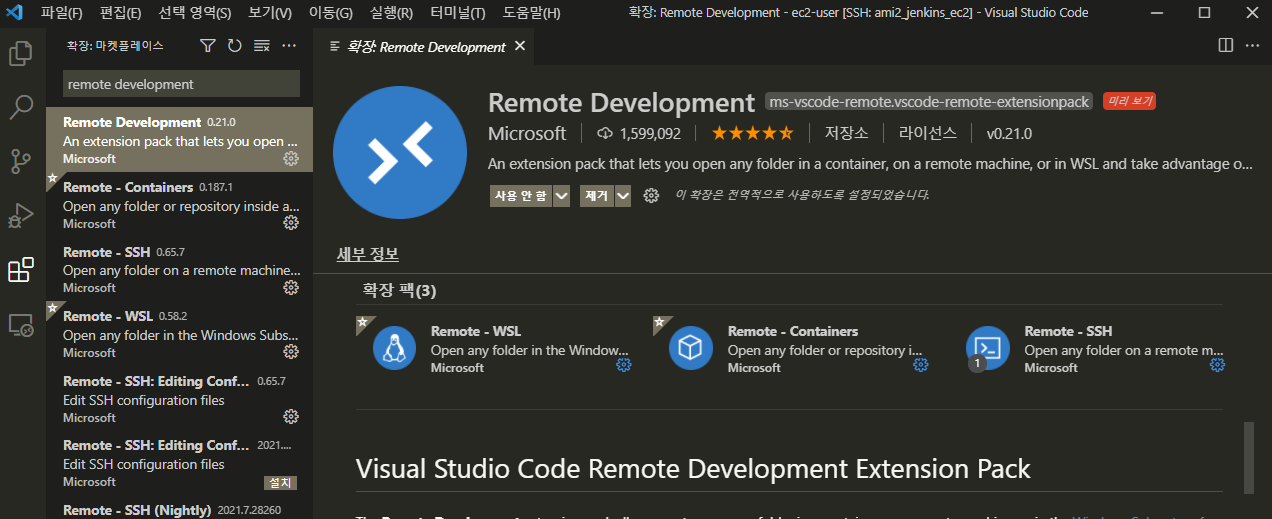 파일(F) 편집(E) 선택 영역(S) 보기(V) 이동(G) 실행(R) 터미널(T) 도움말(H) 확장: Remote Development - ec2-user [SSH: ami2_jenkins_ec2] - Visual Studio Code
확장: 마켓플레이스
remote development
Remote Development 0.21.0
An extension pack that lets you open ...
Microsoft
Remote - Containers 0.187.1
Open any folder or repository inside a...
Microsoft
Remote - SSH 0.65.7
Open any folder on a remote machine...
Microsoft
Remote - WSL 0.58.2
Open any folder in the Windows Subs...
Microsoft
Remote - SSH: Editing Conf... 0.65.7
Edit SSH configuration files
Microsoft
Remote - SSH: Editing Conf... 2021....
Edit SSH configuration files
Microsoft 설치
Remote - SSH (Nightly) 2021.7.28260
확장: Remote Development
Remote Development ms-vscode-remote.vscode-remote-extensionpack 미리 보기
Microsoft 1,599,092 저장소 라이선스 v0.21.0
An extension pack that lets you open any folder in a container, on a remote machine, or in WSL and take advantage o...
사용 안 함 제거 이 확장은 전역적으로 사용하도록 설정되었습니다.
세부 정보
확장 팩(3)
Remote - WSL
Open any folder in the Window...
Microsoft
Remote - Containers
Open any folder or repository i...
Microsoft
1
Remote - SSH
Open any folder on a remote m...
Microsoft
Visual Studio Code Remote Development Extension Pack